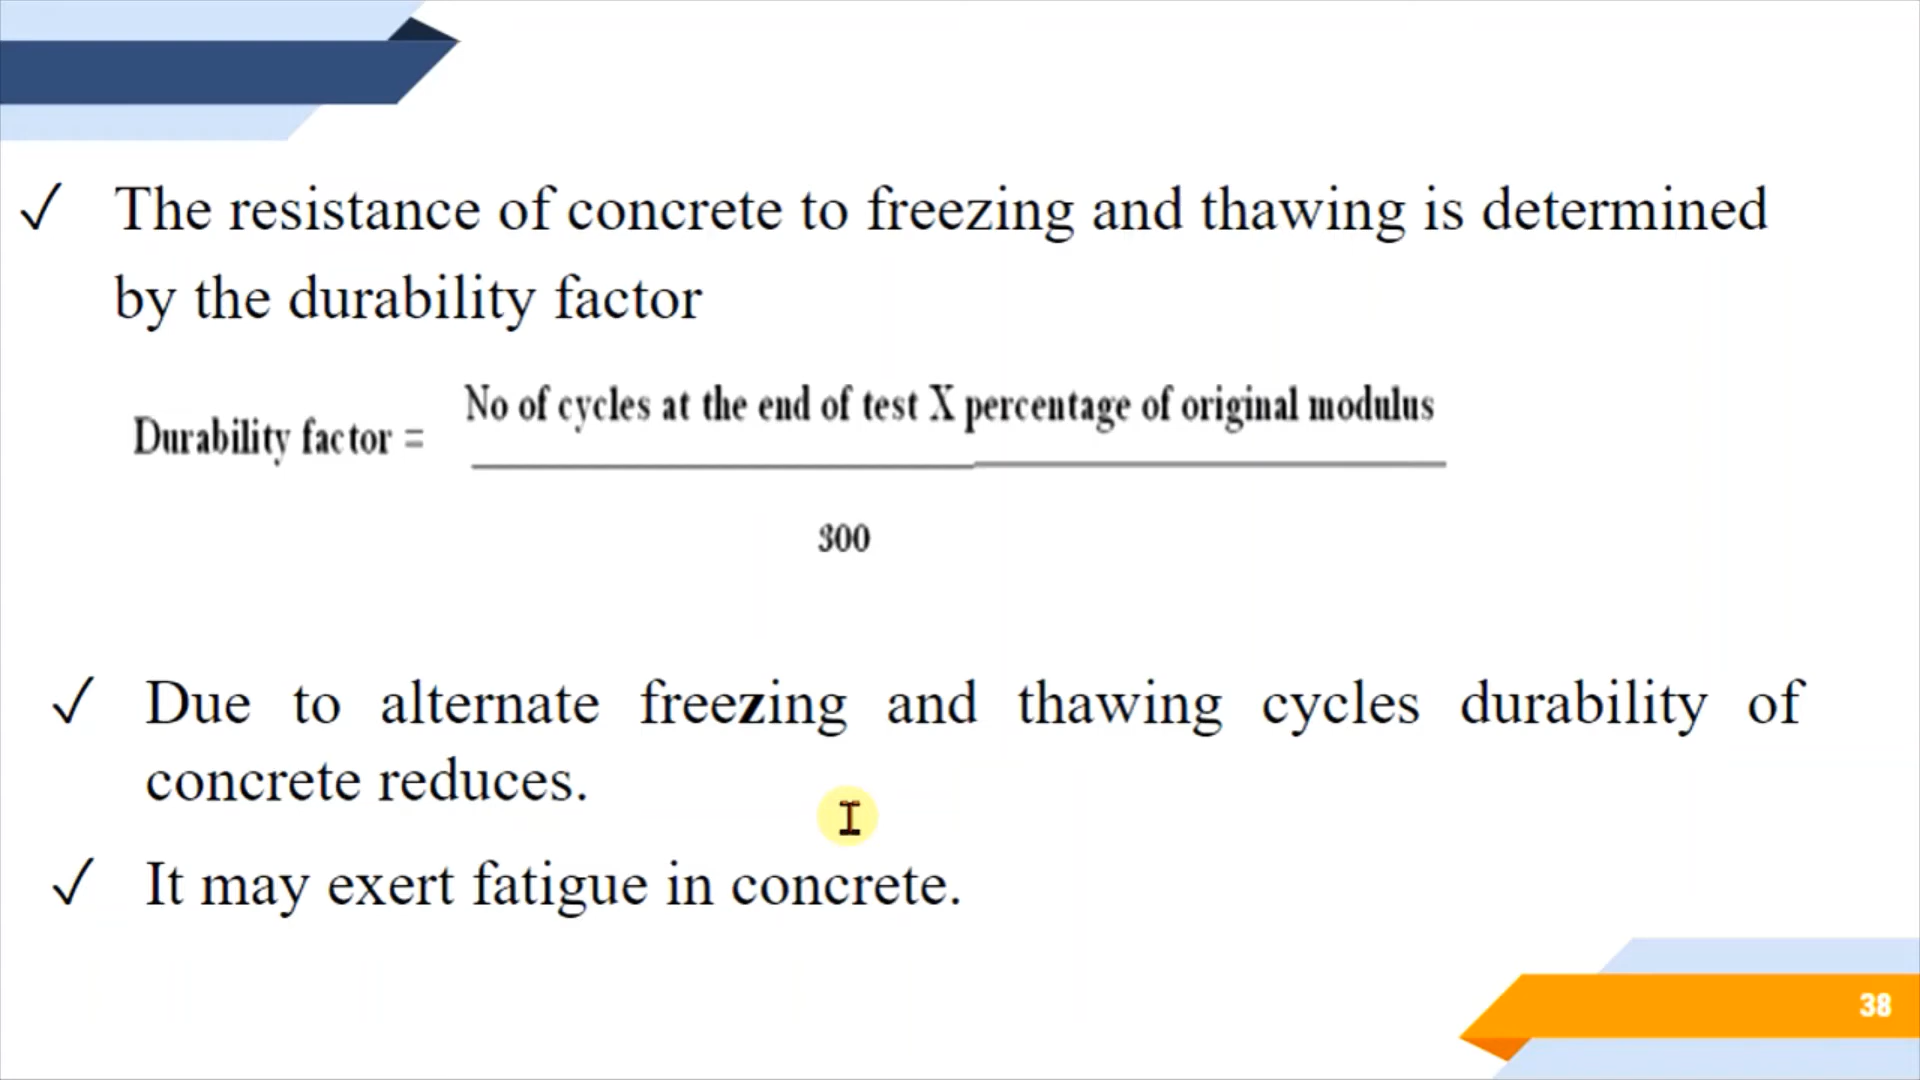 ✓ The resistance of concrete to freezing and thawing is determined
by the durability factor
No of cycles at the end of test X percentage of original modulus
Durability factor =
300
✓ Due to alternate freezing and thawing cycles durability of
concrete reduces.
✓ It may exert fatigue in concrete.
38